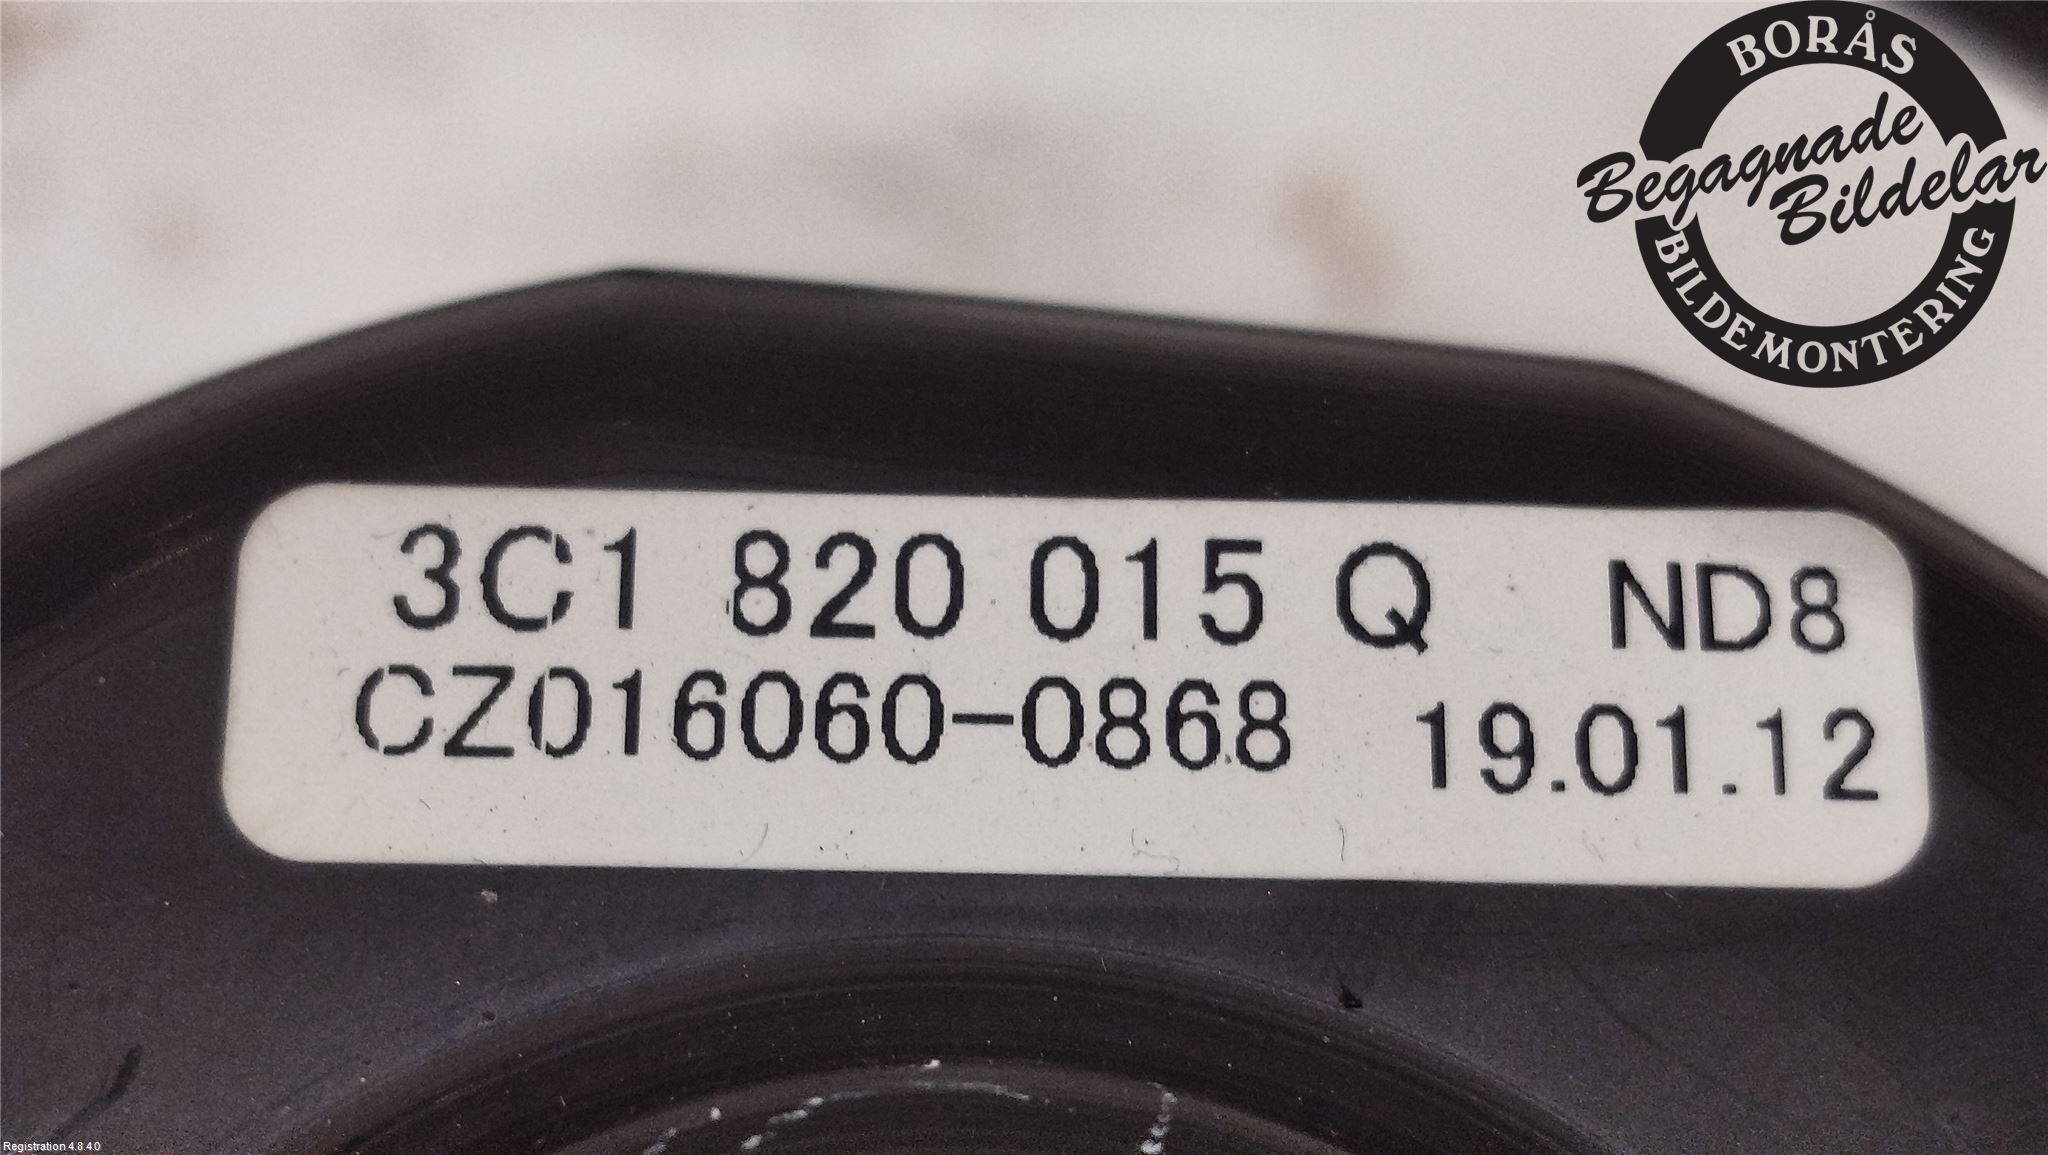 BORÅS
Begagnade
Bildelar
BILDEMONTERING
3C1 820 015 Q ND8
CZ016060-0868 19.01.12
Registration 4.8.4.0